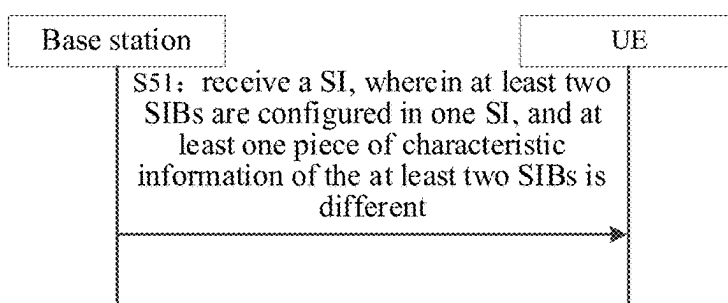 Base station
UE
S51: receive a SI, wherein at least two
SIBs are configured in one SI, and at
least one piece of characteristic
information of the at least two SIBs is
different